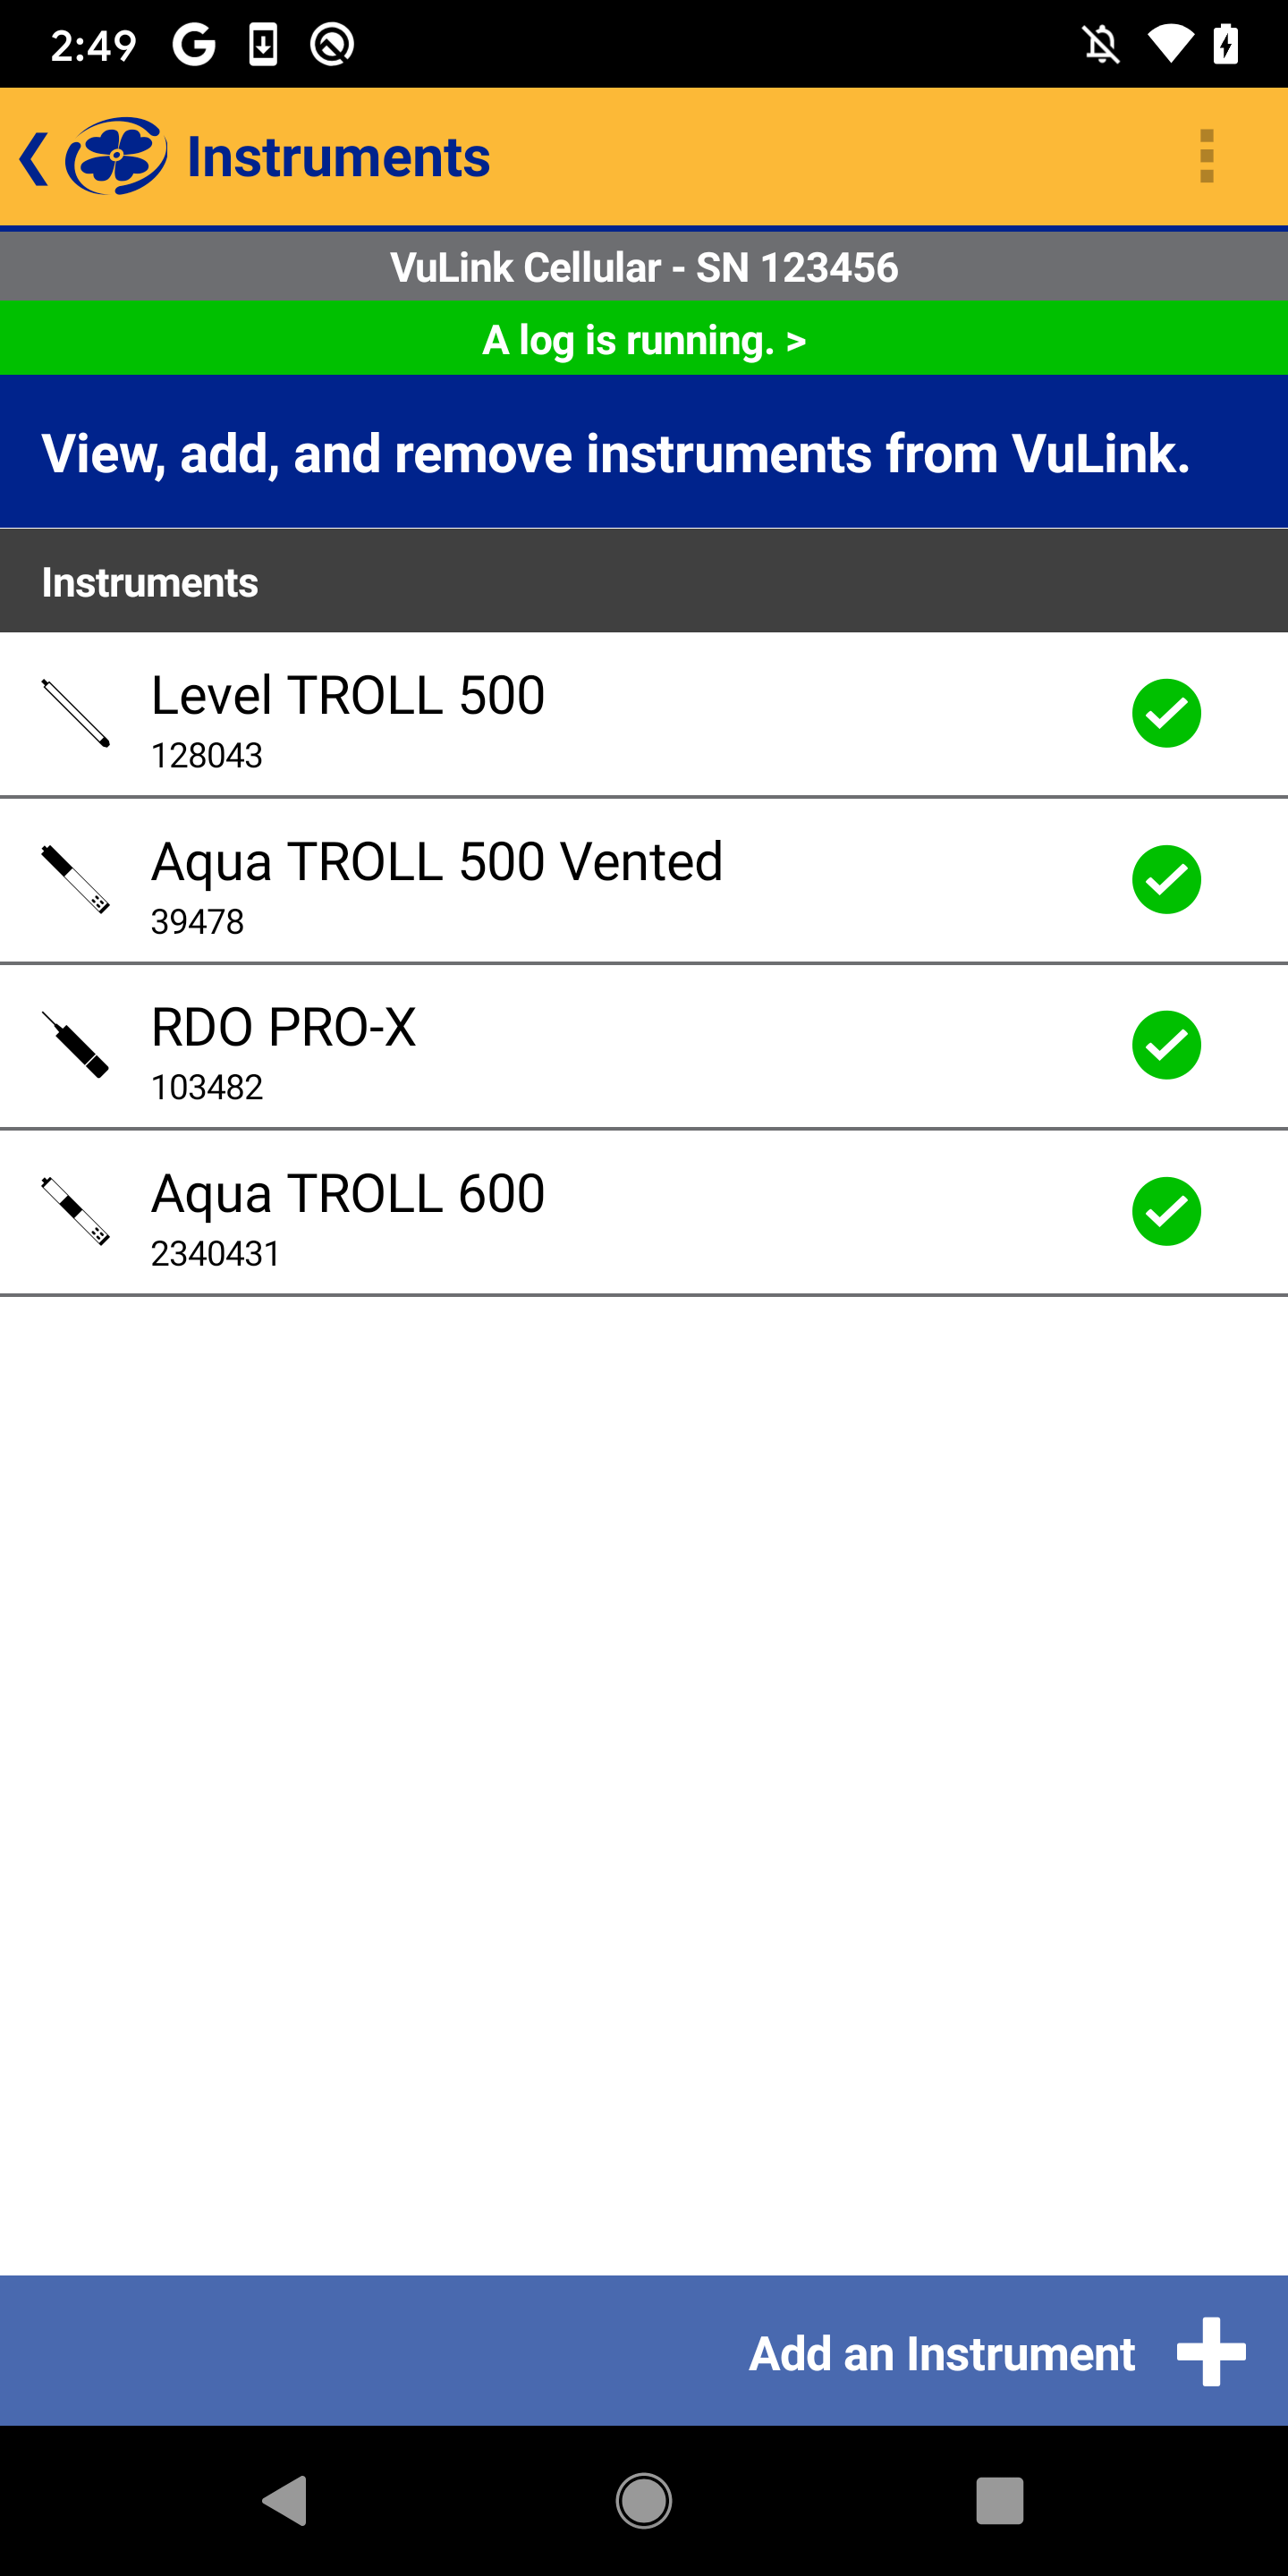 2:49
Instruments
VuLink Cellular - SN 123456
A log is running. >
View, add, and remove instruments from VuLink.
Instruments
Level TROLL 500
128043
Aqua TROLL 500 Vented
39478
RDO PRO-X
103482
Aqua TROLL 600
2340431
Add an Instrument